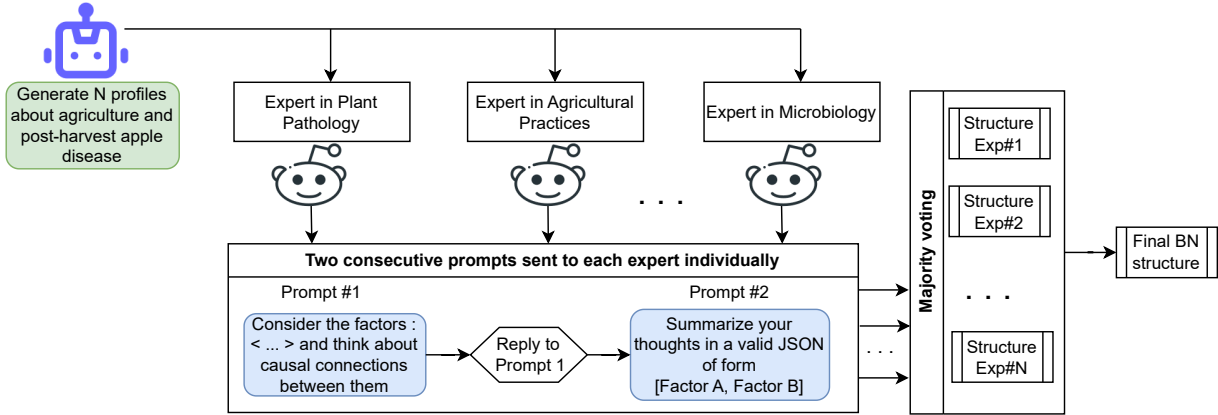 Generate N profiles
about agriculture and
post-harvest apple
disease
Expert in Plant
Pathology
Expert in Agricultural
Practices
Expert in Microbiology
. . .
Two consecutive prompts sent to each expert individually
Prompt #1
Consider the factors :
< ... > and think about
causal connections
between them
Reply to
Prompt 1
Prompt #2
Summarize your
thoughts in a valid JSON
of form
[Factor A, Factor B]
. . .
Majority voting
Structure
Exp#1
Structure
Exp#2
. . .
Structure
Exp#N
Final BN
structure